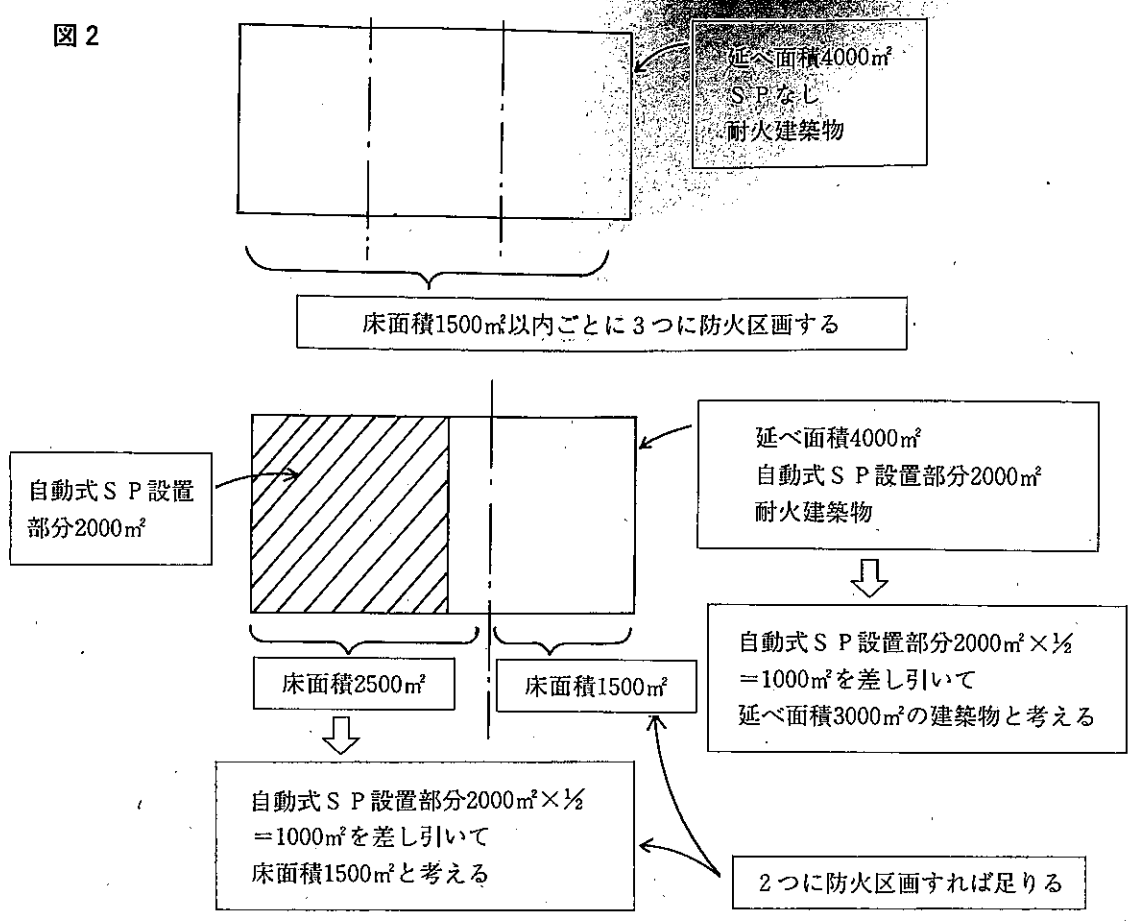 図2
延べ面積4000㎡
SPなし
耐火建築物
床面積1500㎡以内ごとに3つに防火区画する
自動式SP設置
部分2000㎡
延べ面積4000㎡
自動式SP設置部分2000㎡
耐火建築物
床面積2500㎡
床面積1500㎡
自動式SP設置部分2000㎡×½
=1000㎡を差し引いて
延べ面積3000㎡の建築物と考える
自動式SP設置部分2000㎡×½
=1000㎡を差し引いて
床面積1500㎡と考える
2つに防火区画すれば足りる